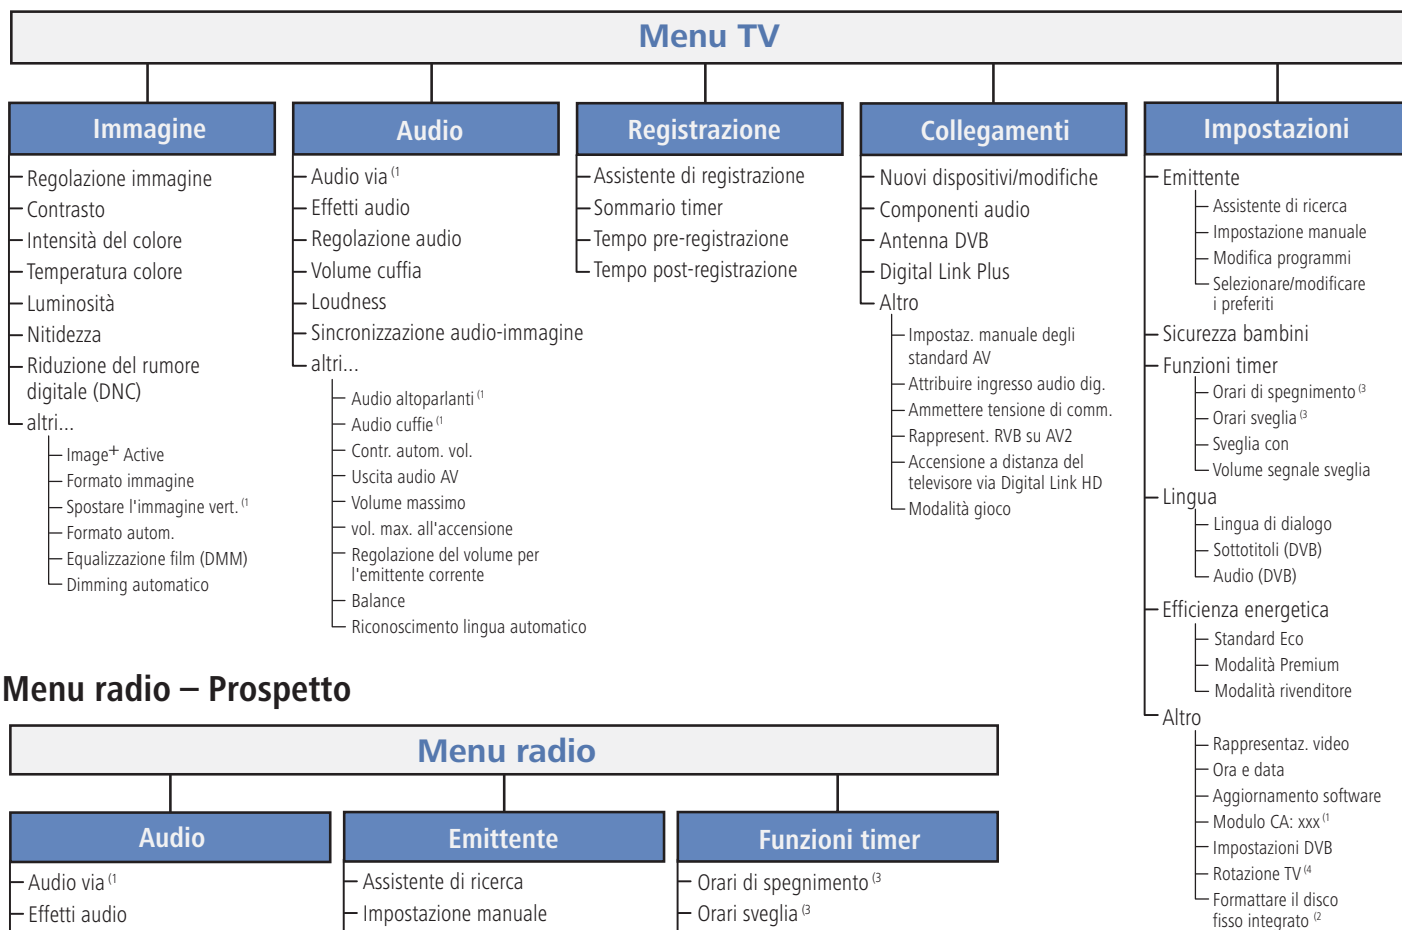 Menu TV
Immagine
Regolazione immagine
Contrasto
Intensità del colore
Temperatura colore
Luminosità
Nitidezza
Riduzione del rumore
digitale (DNC)
altri...
Image+ Active
Formato immagine
Spostare l'immagine vert. (1
Formato autom.
Equalizzazione film (DMM)
Dimming automatico
Audio
Audio via (1
Effetti audio
Regolazione audio
Volume cuffia
Loudness
Sincronizzazione audio-immagine
altri...
Audio altoparlanti (1
Audio cuffie (1
Contr. autom. vol.
Uscita audio AV
Volume massimo
vol. max. all'accensione
Regolazione del volume per
l'emittente corrente
Balance
Riconoscimento lingua automatico
Registrazione
Assistente di registrazione
Sommario timer
Tempo pre-registrazione
Tempo post-registrazione
Collegamenti
Nuovi dispositivi/modifiche
Componenti audio
Antenna DVB
Digital Link Plus
Altro
Impostaz. manuale degli
standard AV
Attribuire ingresso audio dig.
Ammettere tensione di comm.
Rappresent. RVB su AV2
Accensione a distanza del
televisore via Digital Link HD
Modalità gioco
Impostazioni
Emittente
Assistente di ricerca
Impostazione manuale
Modifica programmi
Selezionare/modificare
i preferiti
Sicurezza bambini
Funzioni timer
Orari di spegnimento (3
Orari sveglia (3
Sveglia con
Volume segnale sveglia
Lingua
Lingua di dialogo
Sottotitoli (DVB)
Audio (DVB)
Efficienza energetica
Standard Eco
Modalità Premium
Modalità rivenditore
Altro
Rappresentaz. video
Ora e data
Aggiornamento software
Modulo CA: xxx (1
Impostazioni DVB
Rotazione TV (4
Formattare il disco
fisso integrato (2
Menu radio – Prospetto
Menu radio
Audio
Audio via (1
Effetti audio
Emittente
Assistente di ricerca
Impostazione manuale
Funzioni timer
Orari di spegnimento (3
Orari sveglia (3